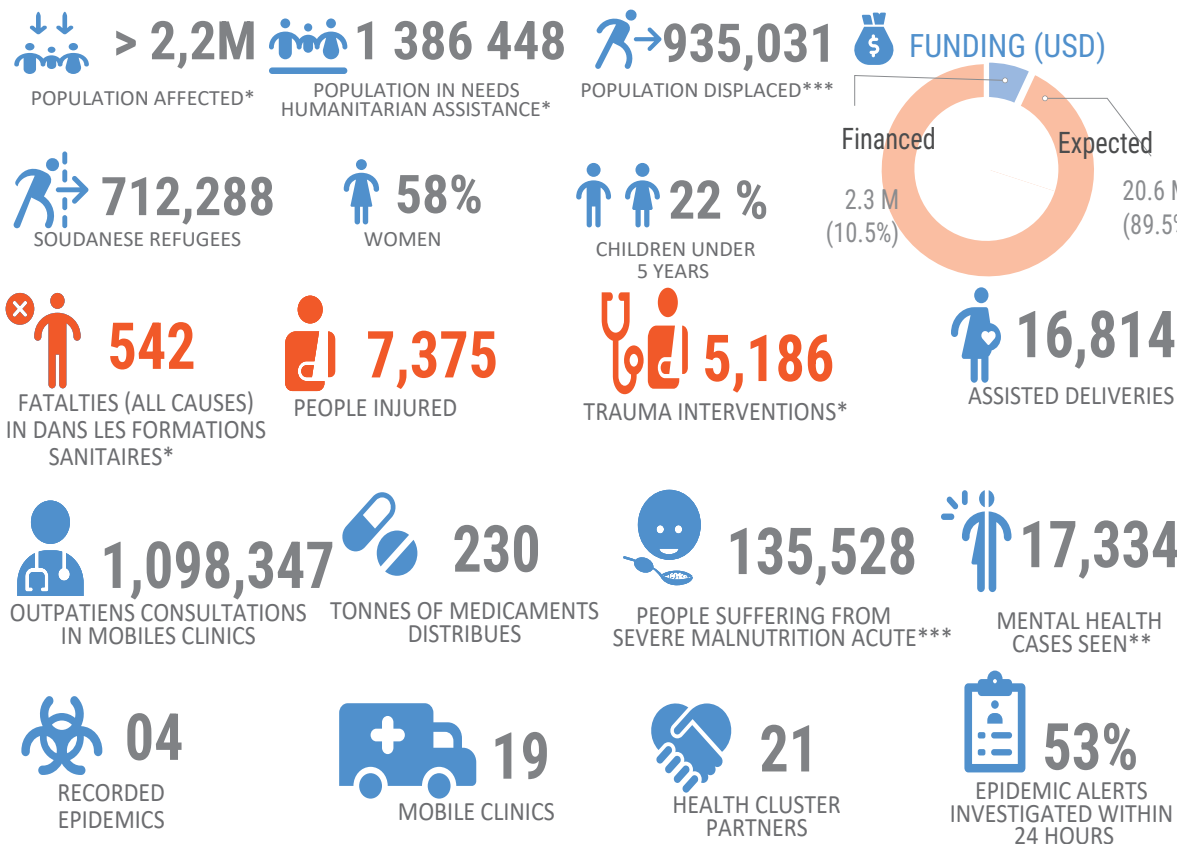 > 2,2M
POPULATION AFFECTED*
1 386 448
POPULATION IN NEEDS
HUMANITARIAN ASSISTANCE*
935,031
POPULATION DISPLACED***
$
FUNDING (USD)
Financed
2.3 M
(10.5%)
Expected
20.6 M
(89.5%
712,288
SOUDANESE REFUGEES
58%
WOMEN
22 %
CHILDREN UNDER
5 YEARS
542
FATALTIES (ALL CAUSES)
IN DANS LES FORMATIONS
SANITAIRES*
7,375
PEOPLE INJURED
5,186
TRAUMA INTERVENTIONS*
16,814
ASSISTED DELIVERIES
1,098,347
OUTPATIENS CONSULTATIONS
IN MOBILES CLINICS
230
TONNES OF MEDICAMENTS
DISTRIBUES
135,528
PEOPLE SUFFERING FROM
SEVERE MALNUTRITION ACUTE***
17,334
MENTAL HEALTH
CASES SEEN**
04
RECORDED
EPIDEMICS
19
MOBILE CLINICS
21
HEALTH CLUSTER
PARTNERS
53%
EPIDEMIC ALERTS
INVESTIGATED WITHIN
24 HOURS